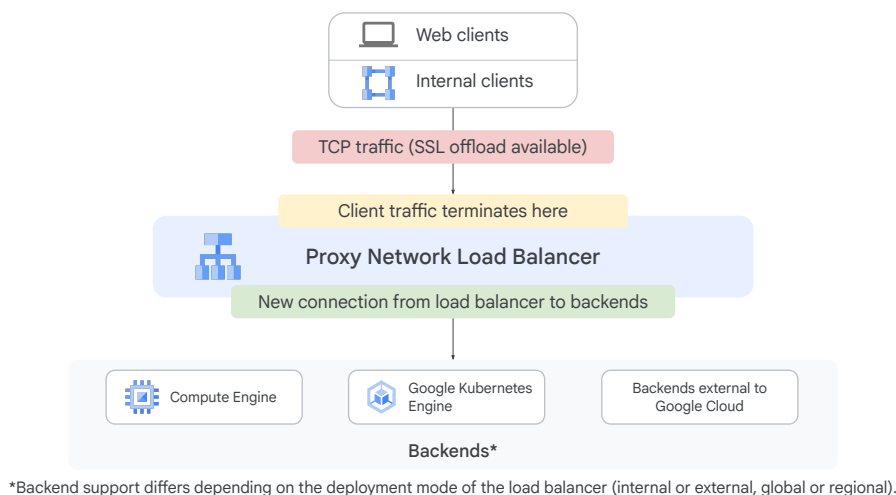 Web clients
Internal clients
TCP traffic (SSL offload available)
Client traffic terminates here
Proxy Network Load Balancer
New connection from load balancer to backends
Compute Engine
Google Kubernetes
Engine
Backends external to
Google Cloud
Backends*
*Backend support differs depending on the deployment mode of the load balancer (internal or external, global or regional).